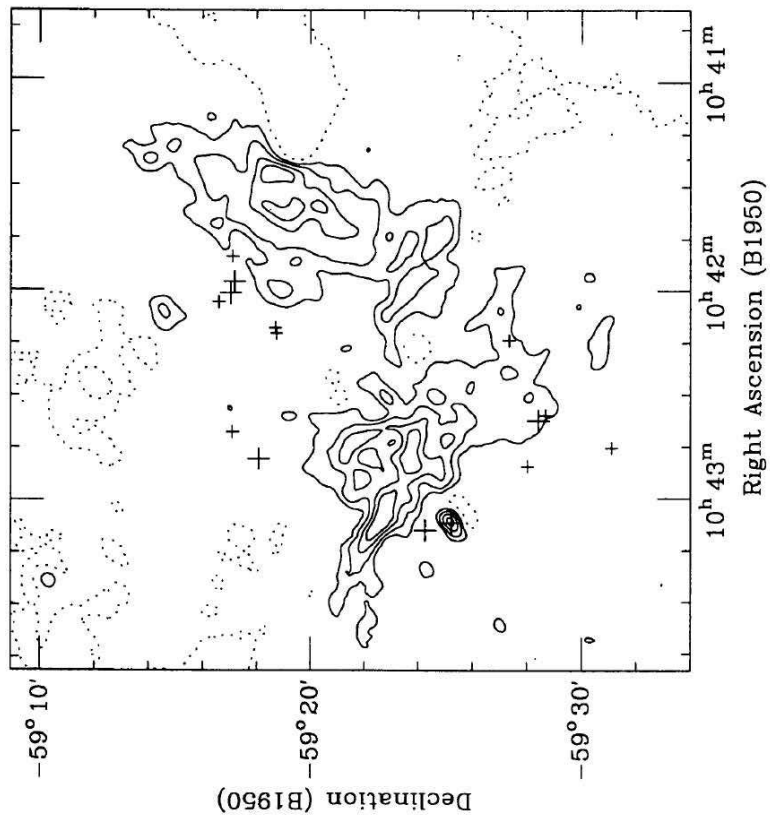 10ʰ 41ᵐ
10ʰ 42ᵐ
10ʰ 43ᵐ
Right Ascension (B1950)
−59° 10'
−59° 20'
−59° 30'
Declination (B1950)